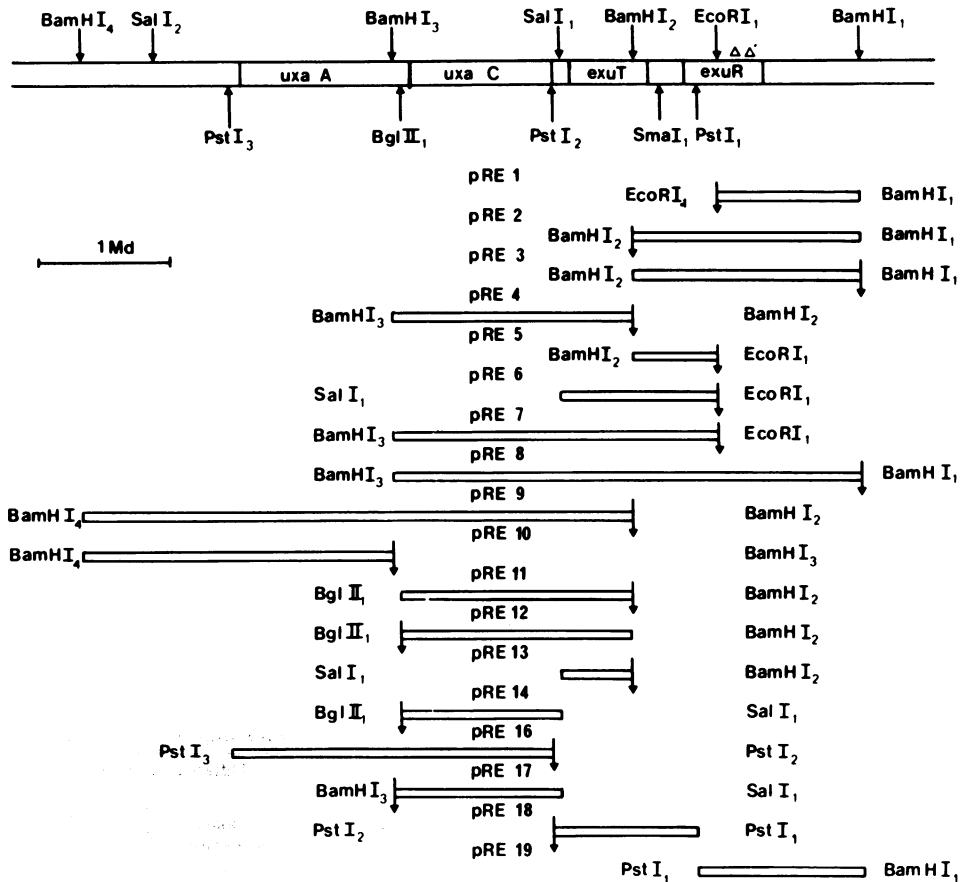 BamHI₄ SalI₂ BamHI₃ SalI₁ BamHI₂ EcoRI₁ BamHI₁
Δ Δ'
uxa A uxa C exuT exuR
PstI₃ BglII₁ PstI₂ SmaI₁ PstI₁
pRE 1
EcoRI₄ BamHI₁
pRE 2
1Md
BamHI₂ BamHI₁
pRE 3
BamHI₂ BamHI₁
pRE 4
BamHI₃ BamHI₂
pRE 5
BamHI₂ EcoRI₁
pRE 6
SalI₁ EcoRI₁
pRE 7
BamHI₃ EcoRI₁
pRE 8
BamHI₃ BamHI₁
pRE 9
BamHI₄ BamHI₂
pRE 10
BamHI₄ BamHI₃
pRE 11
BglII₁ BamHI₂
pRE 12
BglII₁ BamHI₂
pRE 13
SalI₁ BamHI₂
pRE 14
BglII₁ SalI₁
pRE 16
PstI₃ PstI₂
pRE 17
BamHI₃ SalI₁
pRE 18
PstI₂ PstI₁
pRE 19
PstI₁ BamHI₁